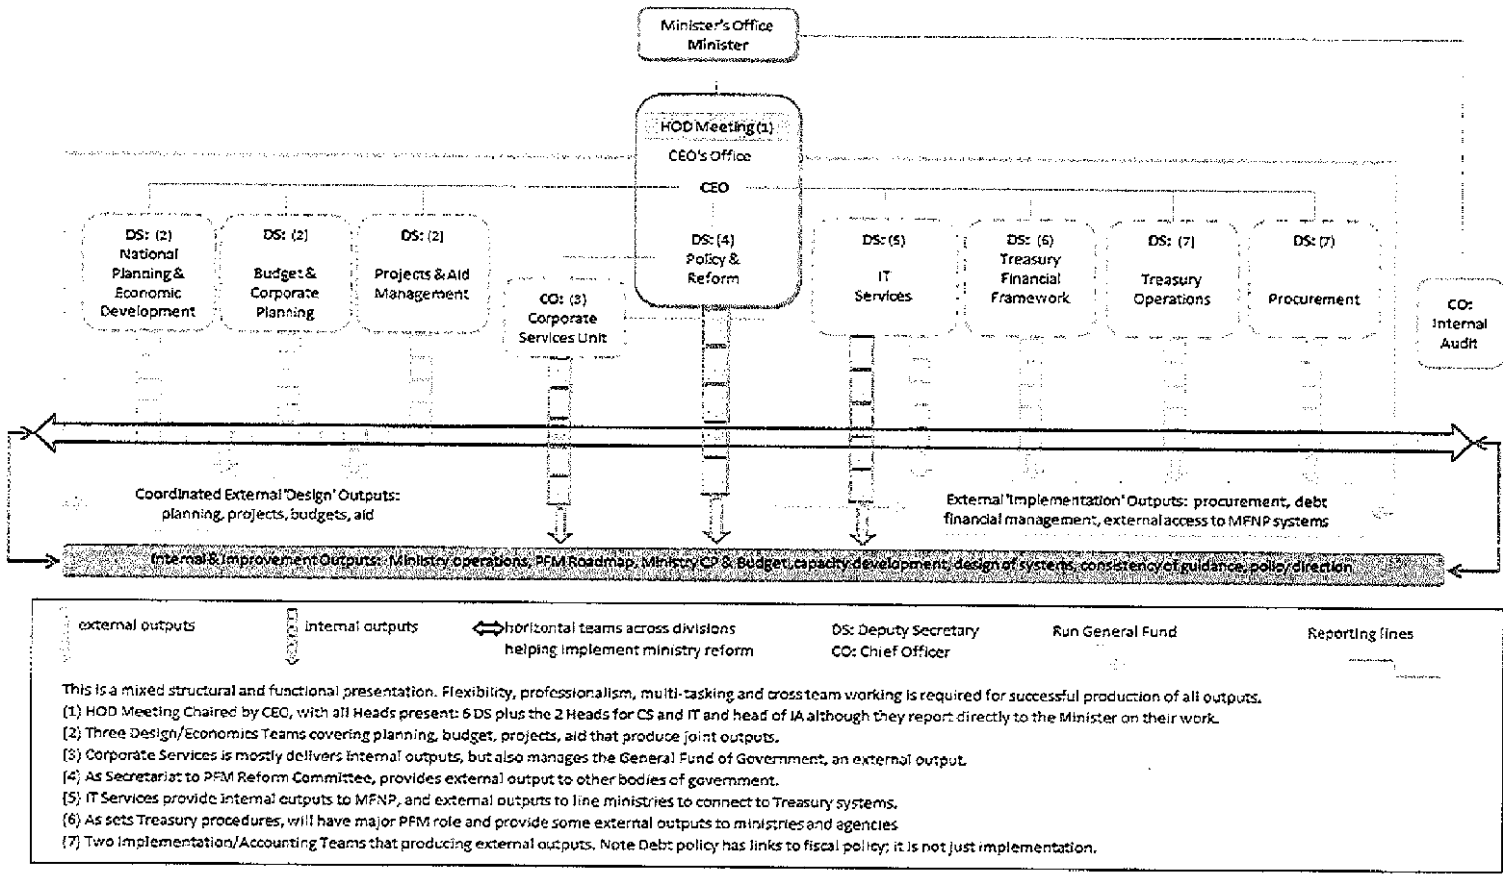 Minister's Office
Minister
HOD Meeting (1)
CEO's Office
CEO
DS: (2)
National
Planning &
Economic
Development
DS: (2)
Budget &
Corporate
Planning
DS: (2)
Projects & Aid
Management
CO: (3)
Corporate
Services Unit
DS: (4)
Policy &
Reform
DS: (5)
IT
Services
DS: (6)
Treasury
Financial
Framework
DS: (7)
Treasury
Operations
DS: (7)
Procurement
CO:
Internal
Audit
Coordinated External 'Design' Outputs:
planning, projects, budgets, aid
External 'Implementation' Outputs: procurement, debt
financial management, external access to MFNP systems
Internal & Improvement Outputs: Ministry operations, PFM Roadmap, Ministry CP & Budget, capacity development, design of systems, consistency of guidance, policy direction
external outputs
internal outputs
horizontal teams across divisions
helping implement ministry reform
DS: Deputy Secretary
CO: Chief Officer
Run General Fund
Reporting lines
This is a mixed structural and functional presentation. Flexibility, professionalism, multi-tasking and cross team working is required for successful production of all outputs.
(1) HOD Meeting Chaired by CEO, with all Heads present: 6 DS plus the 2 Heads for CS and IT and head of IA although they report directly to the Minister on their work.
(2) Three Design/Economics Teams covering planning, budget, projects, aid that produce joint outputs.
(3) Corporate Services is mostly delivers internal outputs, but also manages the General Fund of Government, an external output.
(4) As Secretariat to PFM Reform Committee, provides external output to other bodies of government.
(5) IT Services provide internal outputs to MFNP, and external outputs to line ministries to connect to Treasury systems.
(6) As sets Treasury procedures, will have major PFM role and provide some external outputs to ministries and agencies
(7) Two Implementation/Accounting Teams that producing external outputs. Note Debt policy has links to fiscal policy; it is not just implementation.